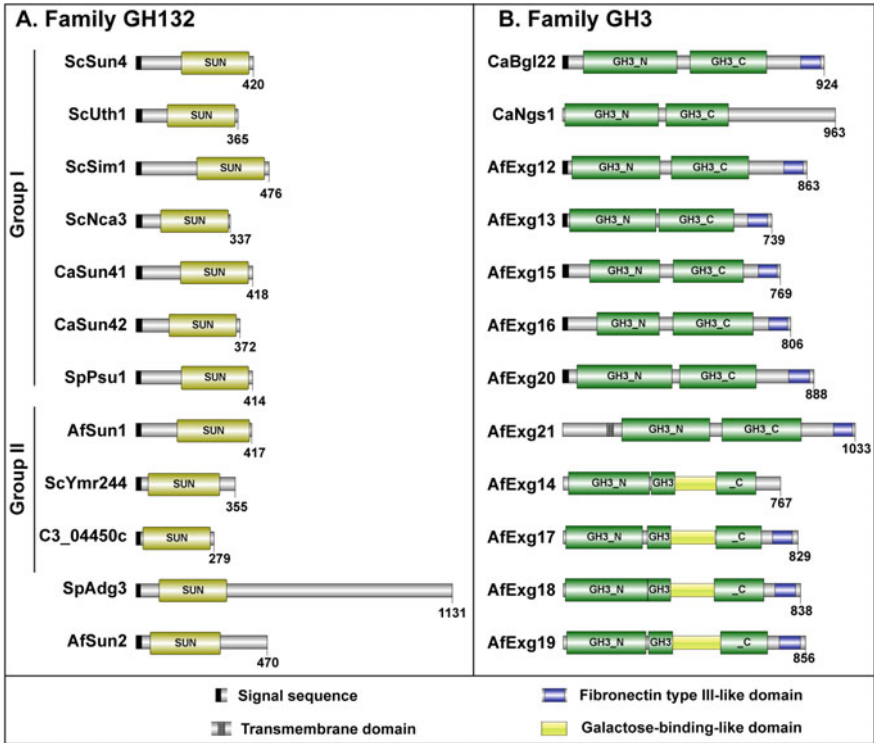 A. Family GH132
Group I
ScSun4
SUN
420
ScUth1
SUN
365
ScSim1
SUN
476
ScNca3
SUN
337
CaSun41
SUN
418
CaSun42
SUN
372
SpPsu1
SUN
414
Group II
AfSun1
SUN
417
ScYmr244
SUN
355
C3_04450c
SUN
279
SpAdg3
SUN
1131
AfSun2
SUN
470
B. Family GH3
CaBgl22
GH3_N GH3_C
924
CaNgs1
GH3_N GH3_C
963
AfExg12
GH3_N GH3_C
863
AfExg13
GH3_N GH3_C
739
AfExg15
GH3_N GH3_C
769
AfExg16
GH3_N GH3_C
806
AfExg20
GH3_N GH3_C
888
AfExg21
GH3_N GH3_C
1033
AfExg14
GH3_N GH3 _C
767
AfExg17
GH3_N GH3 _C
829
AfExg18
GH3_N GH3 _C
838
AfExg19
GH3_N GH3 _C
856
Signal sequence
Transmembrane domain
Fibronectin type III-like domain
Galactose-binding-like domain